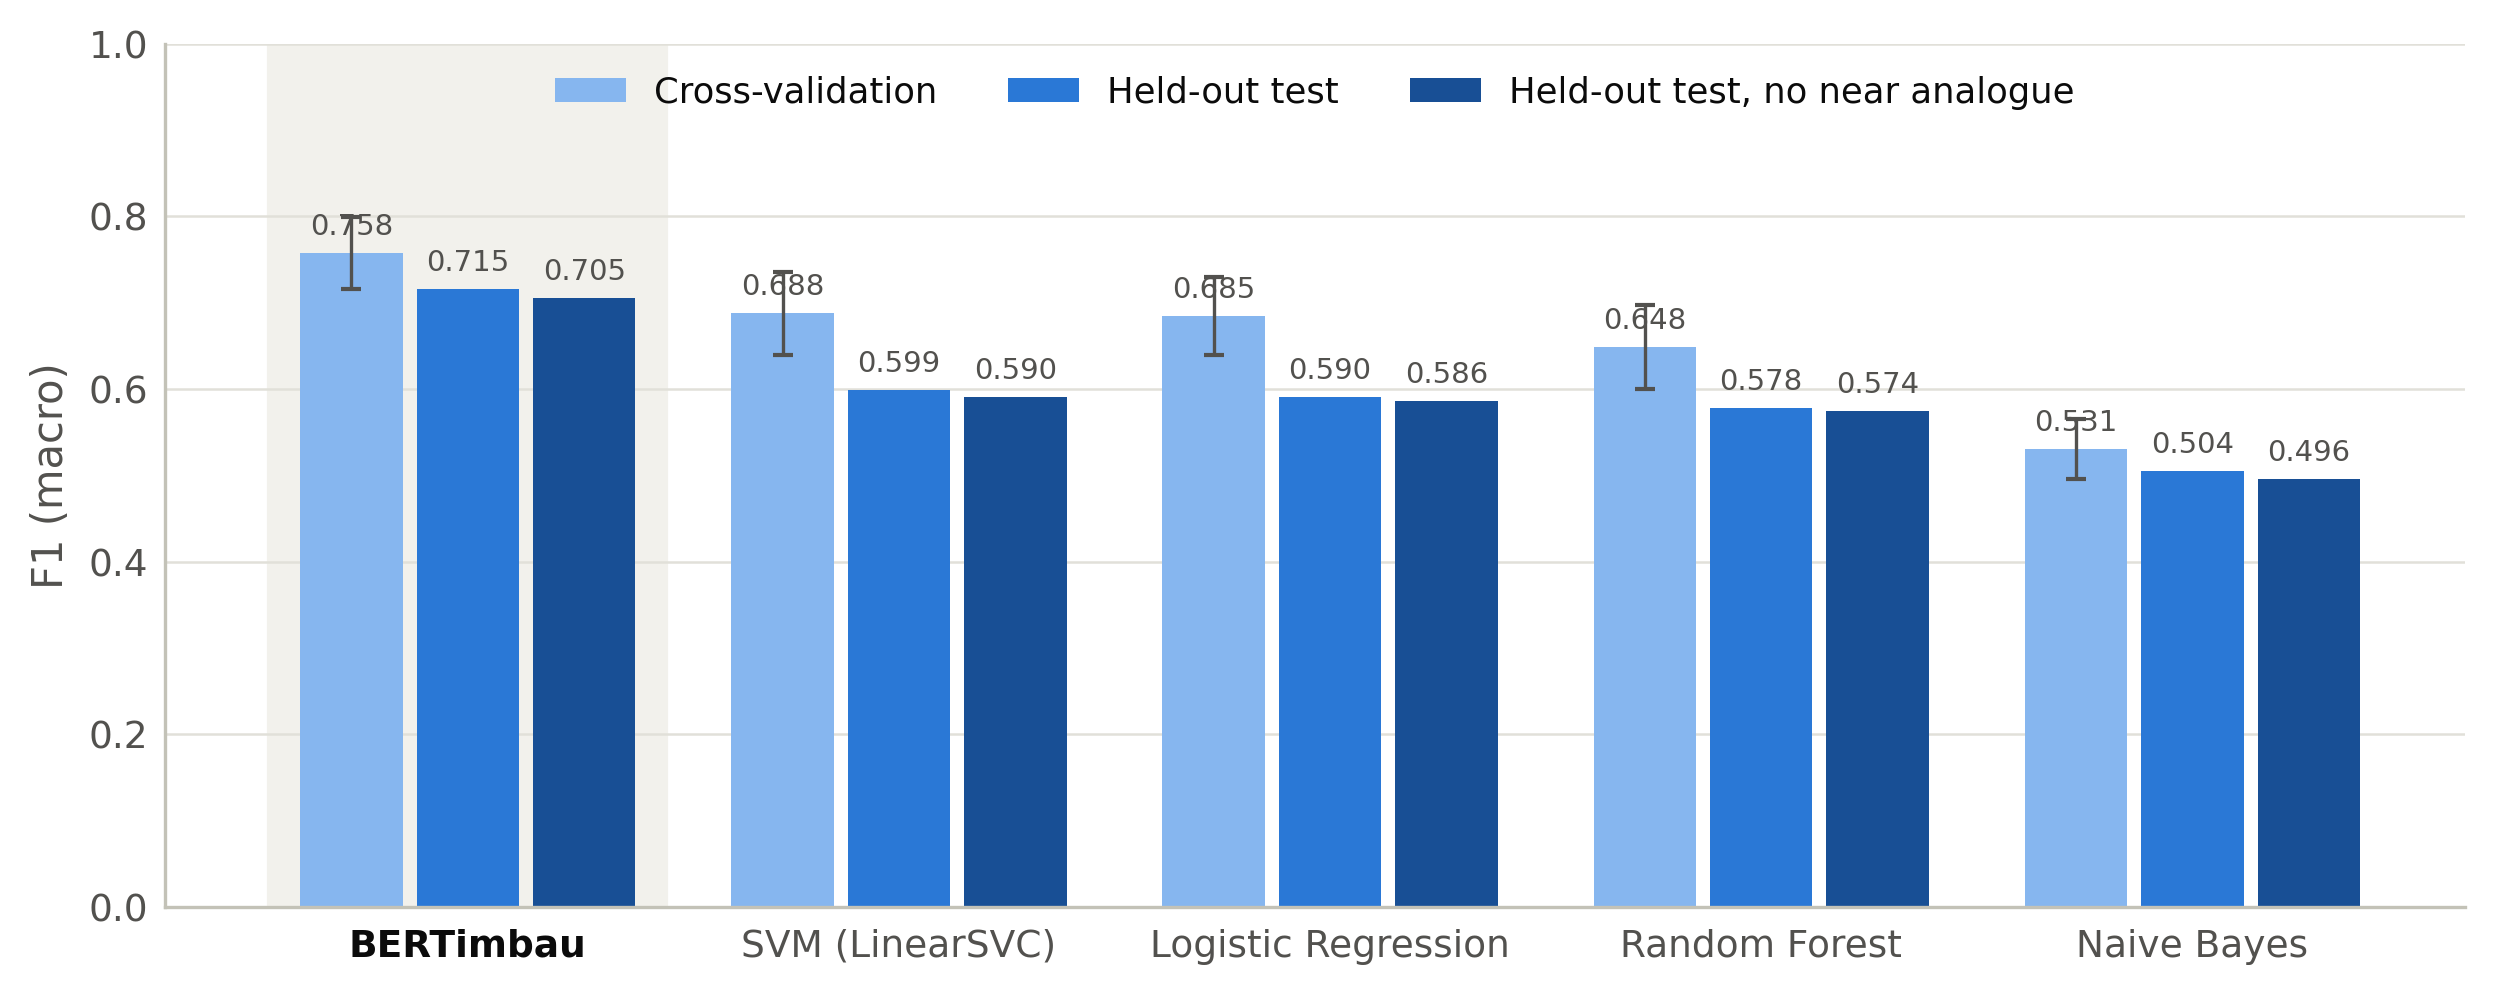 1.0
Cross-validation Held-out test Held-out test, no near analogue
0.8
0.758 0.715 0.705
0.688 0.599 0.590
0.685 0.590 0.586
0.648 0.578 0.574
0.531 0.504 0.496
0.6
0.4
0.2
0.0
F1 (macro)
BERTimbau SVM (LinearSVC) Logistic Regression Random Forest Naive Bayes